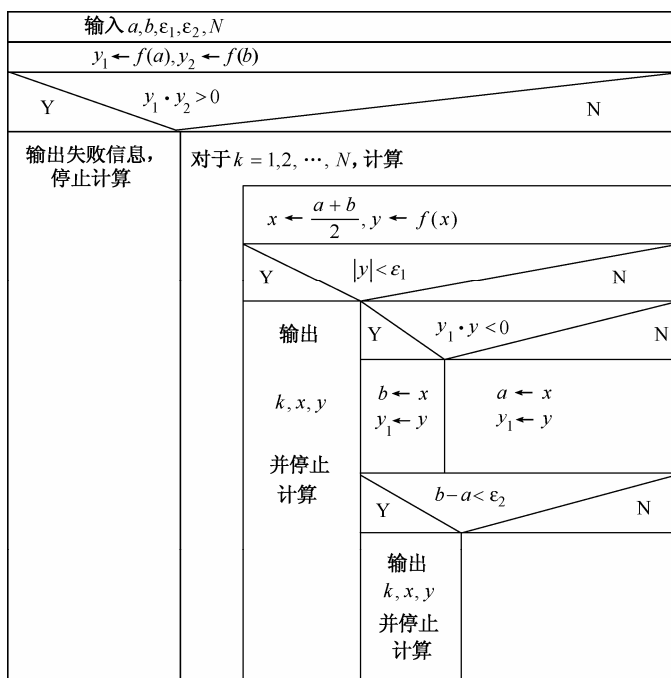 输入 a,b,ε₁,ε₂,N
y₁ ← f(a), y₂ ← f(b)
Y
y₁ · y₂ > 0
N
输出失败信息,
停止计算
对于 k = 1,2, …, N, 计算
x ← (a + b)/2, y ← f(x)
Y
|y| < ε₁
N
输出
k, x, y
并停止
计算
Y
y₁ · y < 0
N
b ← x
y₁ ← y
a ← x
y₁ ← y
Y
b − a < ε₂
N
输出
k, x, y
并停止
计算